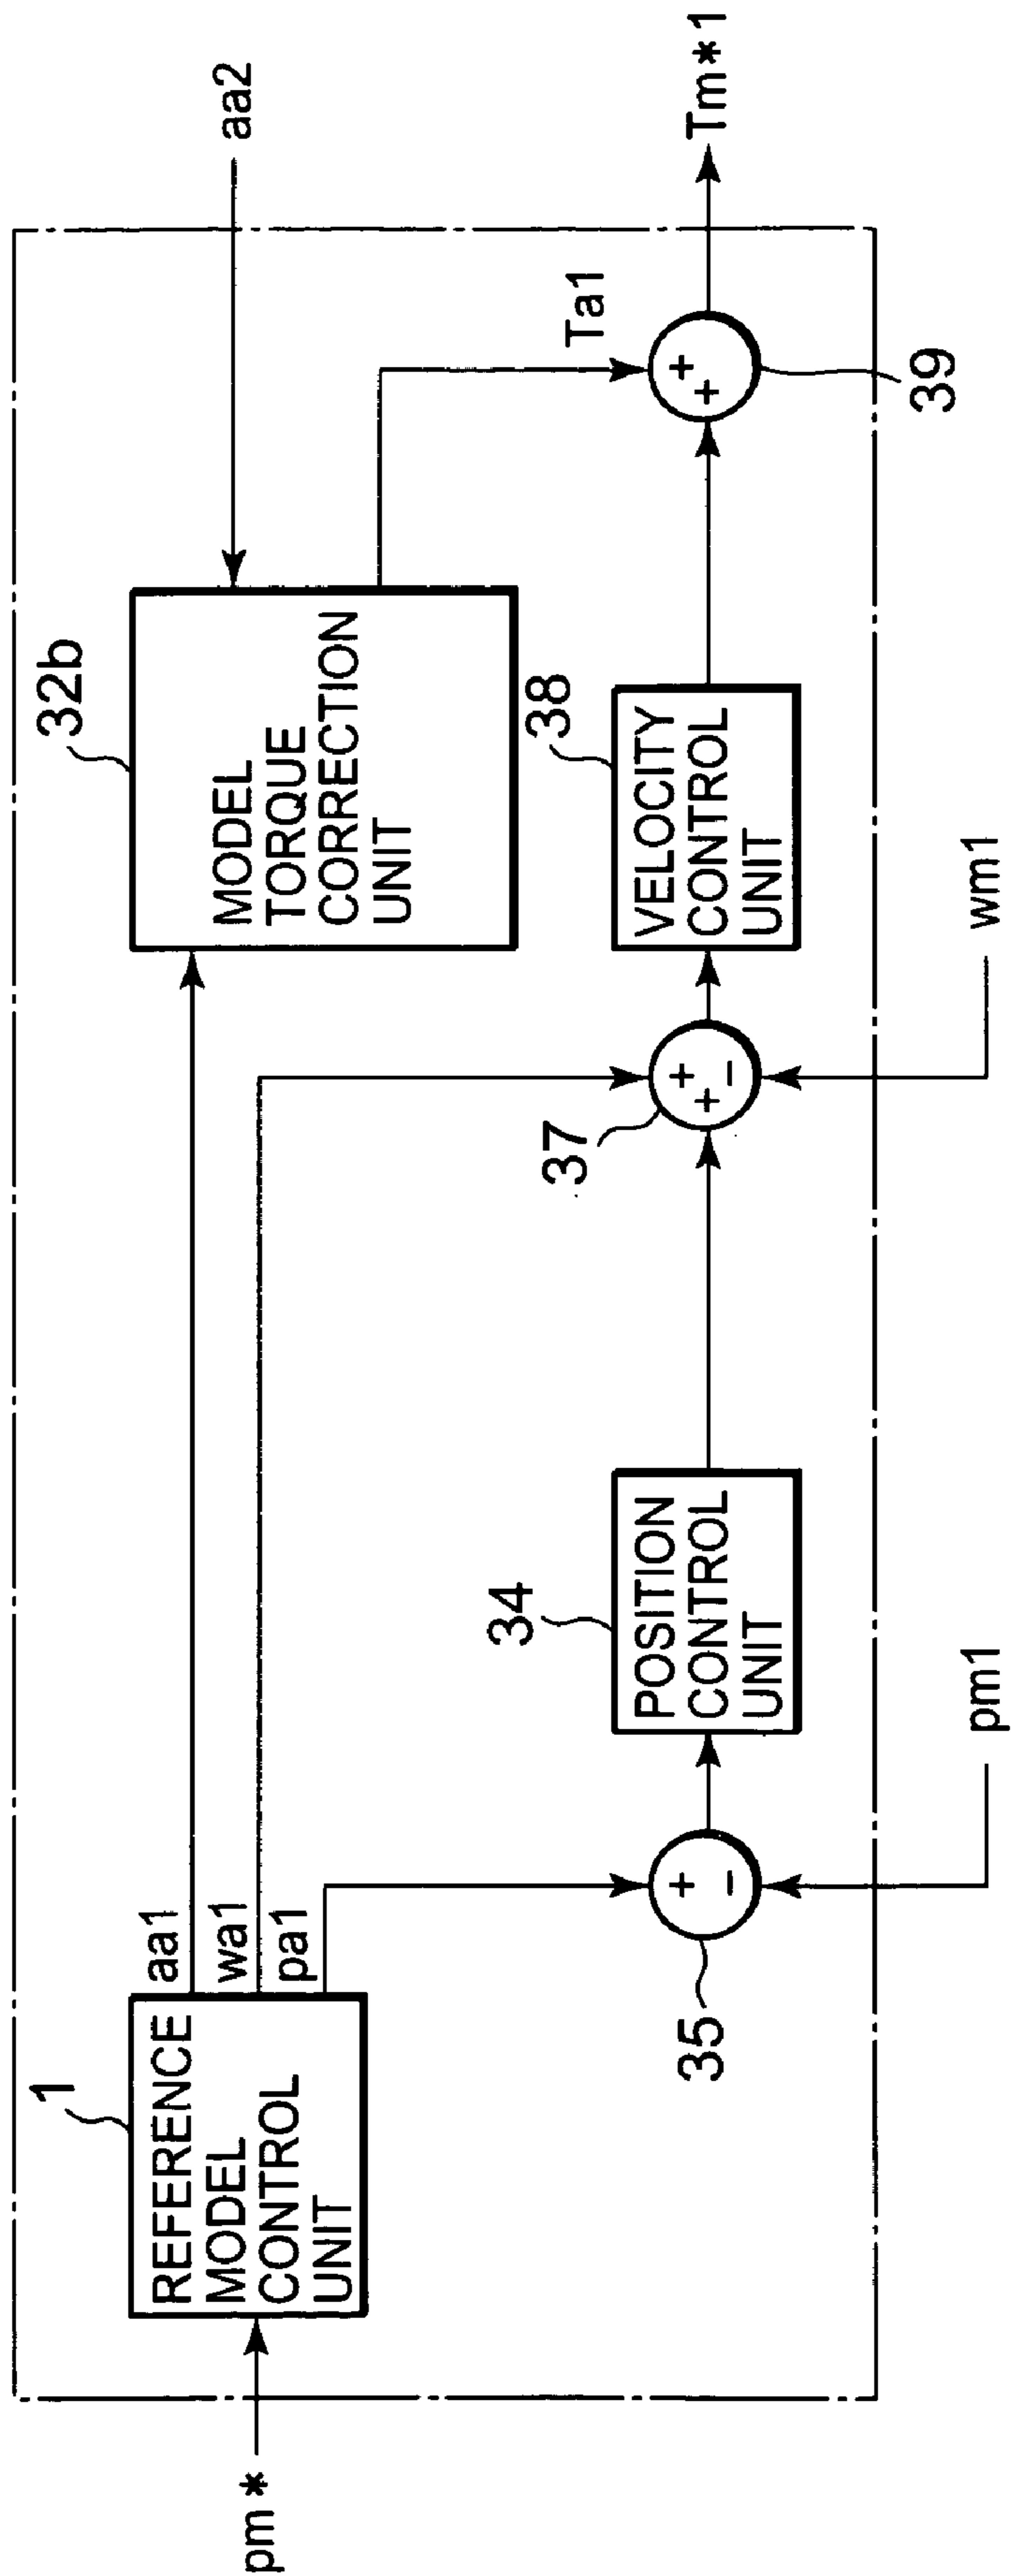 pm *
1
REFERENCE
MODEL
CONTROL
UNIT
aa1
wa1
pa1
35
+
−
pm1
34
POSITION
CONTROL
UNIT
37
+
+
−
wm1
38
VELOCITY
CONTROL
UNIT
32b
MODEL
TORQUE
CORRECTION
UNIT
aa2
Ta1
+
+
39
Tm*1